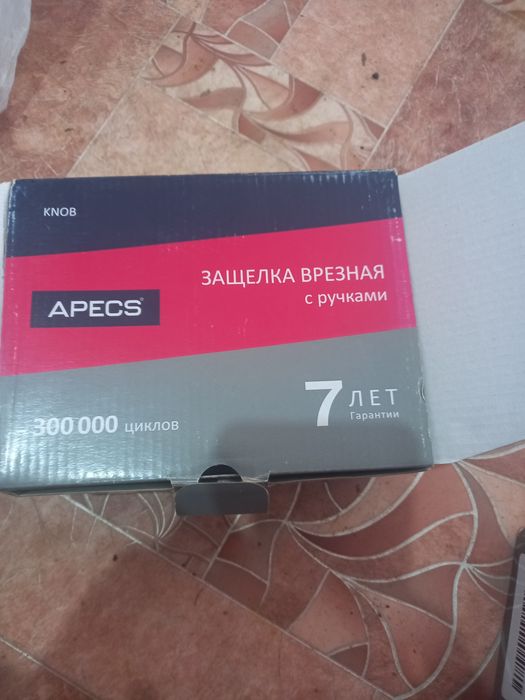 KNOB
ЗАЩЕЛКА ВРЕЗНАЯ
с ручками
APECS®
7 ЛЕТ
Гарантии
300 000 циклов